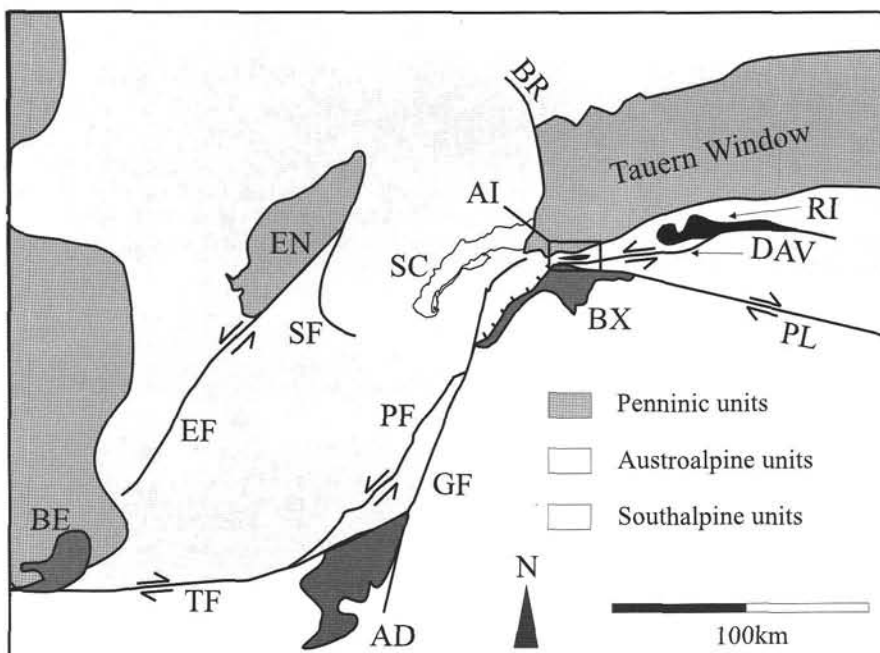 BR
Tauern Window
AI
RI
EN
SC
DAV
SF
BX
PL
EF
PF
Penninic units
GF
Austroalpine units
BE
Southalpine units
N
TF
AD
100km